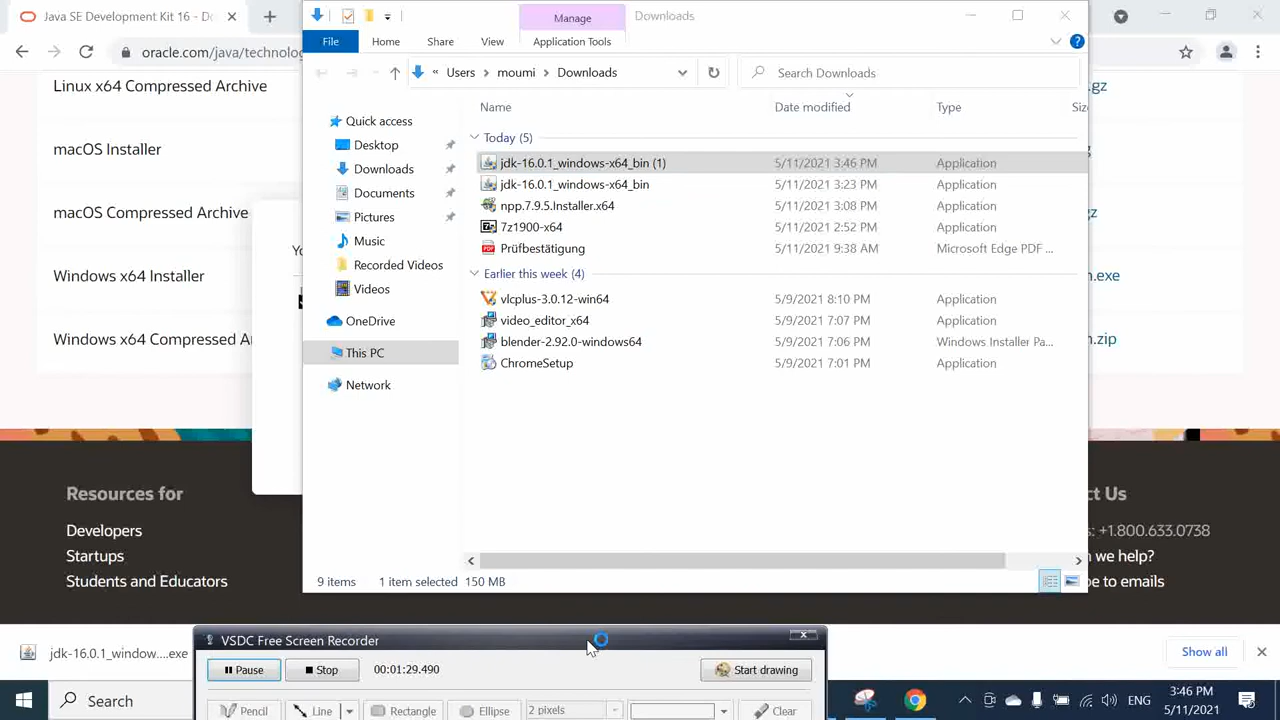 Java SE Development Kit 16 - Do
oracle.com/java/technolog
Manage
Downloads
File
Home
Share
View
Application Tools
« Users > moumi > Downloads
Search Downloads
Name
Date modified
Type
Siz
Quick access
Desktop
Downloads
Documents
Pictures
Music
Recorded Videos
Videos
OneDrive
This PC
Network
Today (5)
jdk-16.0.1_windows-x64_bin (1) 5/11/2021 3:46 PM Application
jdk-16.0.1_windows-x64_bin 5/11/2021 3:23 PM Application
npp.7.9.5.Installer.x64 5/11/2021 3:08 PM Application
7z1900-x64 5/11/2021 2:52 PM Application
Prüfbestätigung 5/11/2021 9:38 AM Microsoft Edge PDF ...
Earlier this week (4)
vlcplus-3.0.12-win64 5/9/2021 8:10 PM Application
video_editor_x64 5/9/2021 7:07 PM Application
blender-2.92.0-windows64 5/9/2021 7:06 PM Windows Installer Pa...
ChromeSetup 5/9/2021 7:01 PM Application
9 items 1 item selected 150 MB
Linux x64 Compressed Archive
.gz
macOS Installer
macOS Compressed Archive
gz
Yo
Windows x64 Installer
n.exe
Windows x64 Compressed A
n.zip
Resources for
Developers
Startups
Students and Educators
ct Us
s: +1.800.633.0738
n we help?
be to emails
jdk-16.0.1_window....exe
Show all
VSDC Free Screen Recorder
Pause
Stop
00:01:29.490
Start drawing
Pencil
Line
Rectangle
Ellipse
2 pixels
Clear
Search
ENG
3:46 PM
5/11/2021